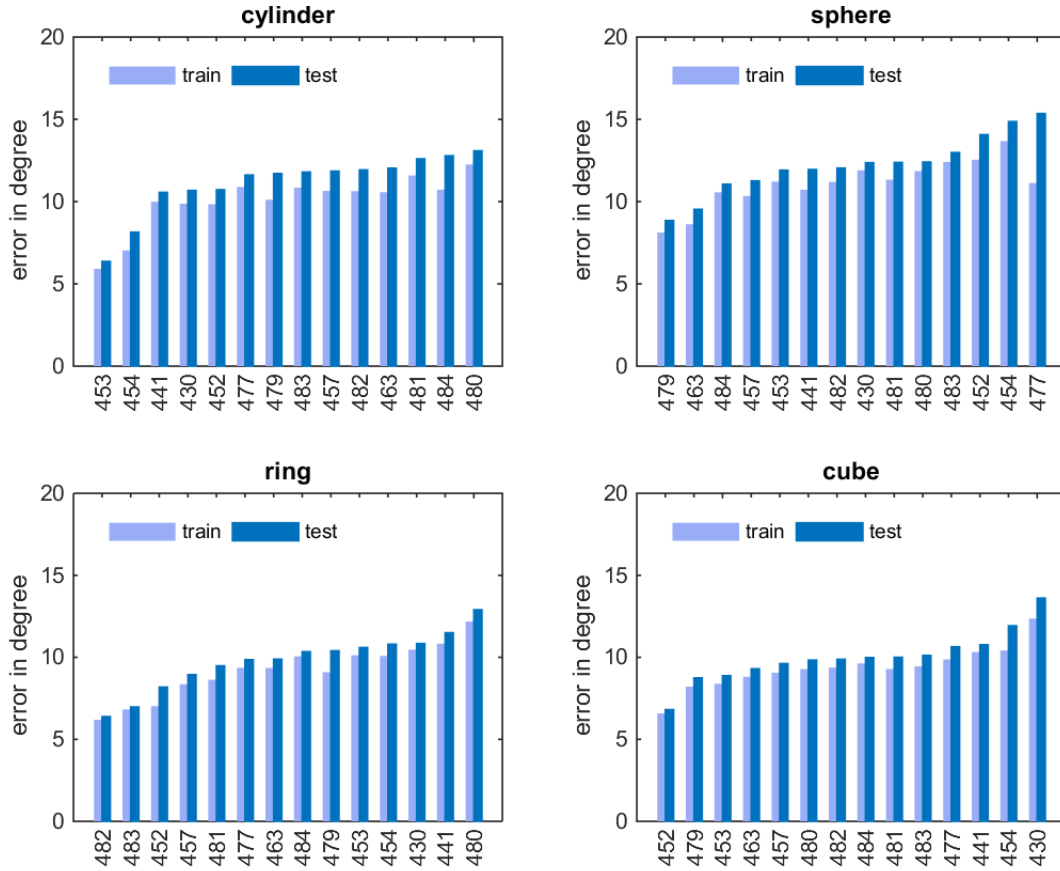 cylinder
20
15
10
5
0
error in degree
train test
453 454 441 430 452 477 479 483 457 482 463 481 484 480
sphere
20
15
10
5
0
error in degree
train test
479 463 484 457 453 441 482 430 481 480 483 452 454 477
ring
20
15
10
5
0
error in degree
train test
482 483 452 457 481 477 463 484 479 453 454 430 441 480
cube
20
15
10
5
0
error in degree
train test
452 479 453 463 457 480 482 484 481 483 477 441 454 430